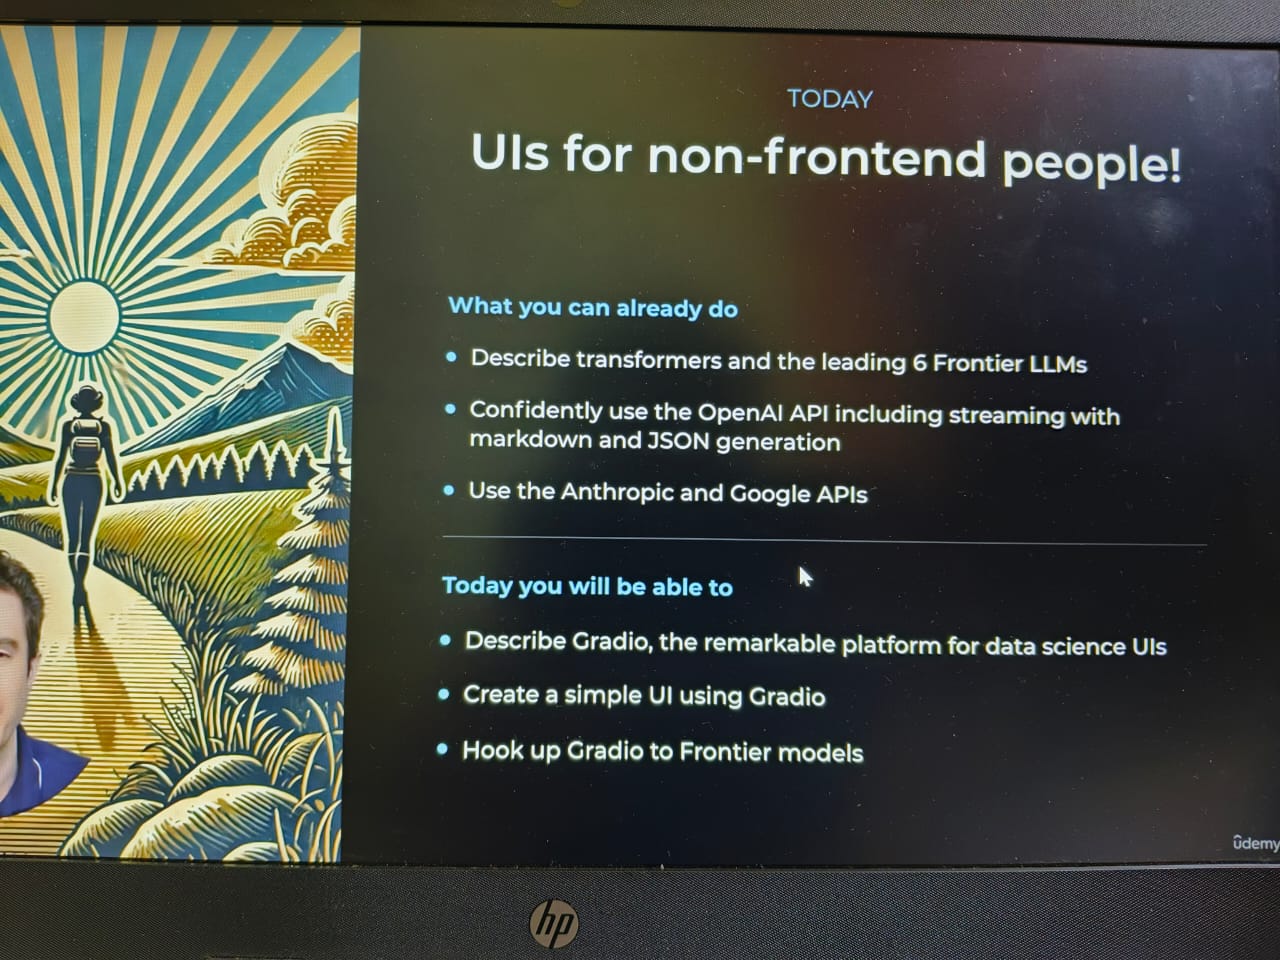 TODAY
UIs for non-frontend people!
What you can already do
Describe transformers and the leading 6 Frontier LLMs
Confidently use the OpenAI API including streaming with
markdown and JSON generation
Use the Anthropic and Google APIs
Today you will be able to
Describe Gradio, the remarkable platform for data science UIs
Create a simple UI using Gradio
Hook up Gradio to Frontier models
ûdemy
hp